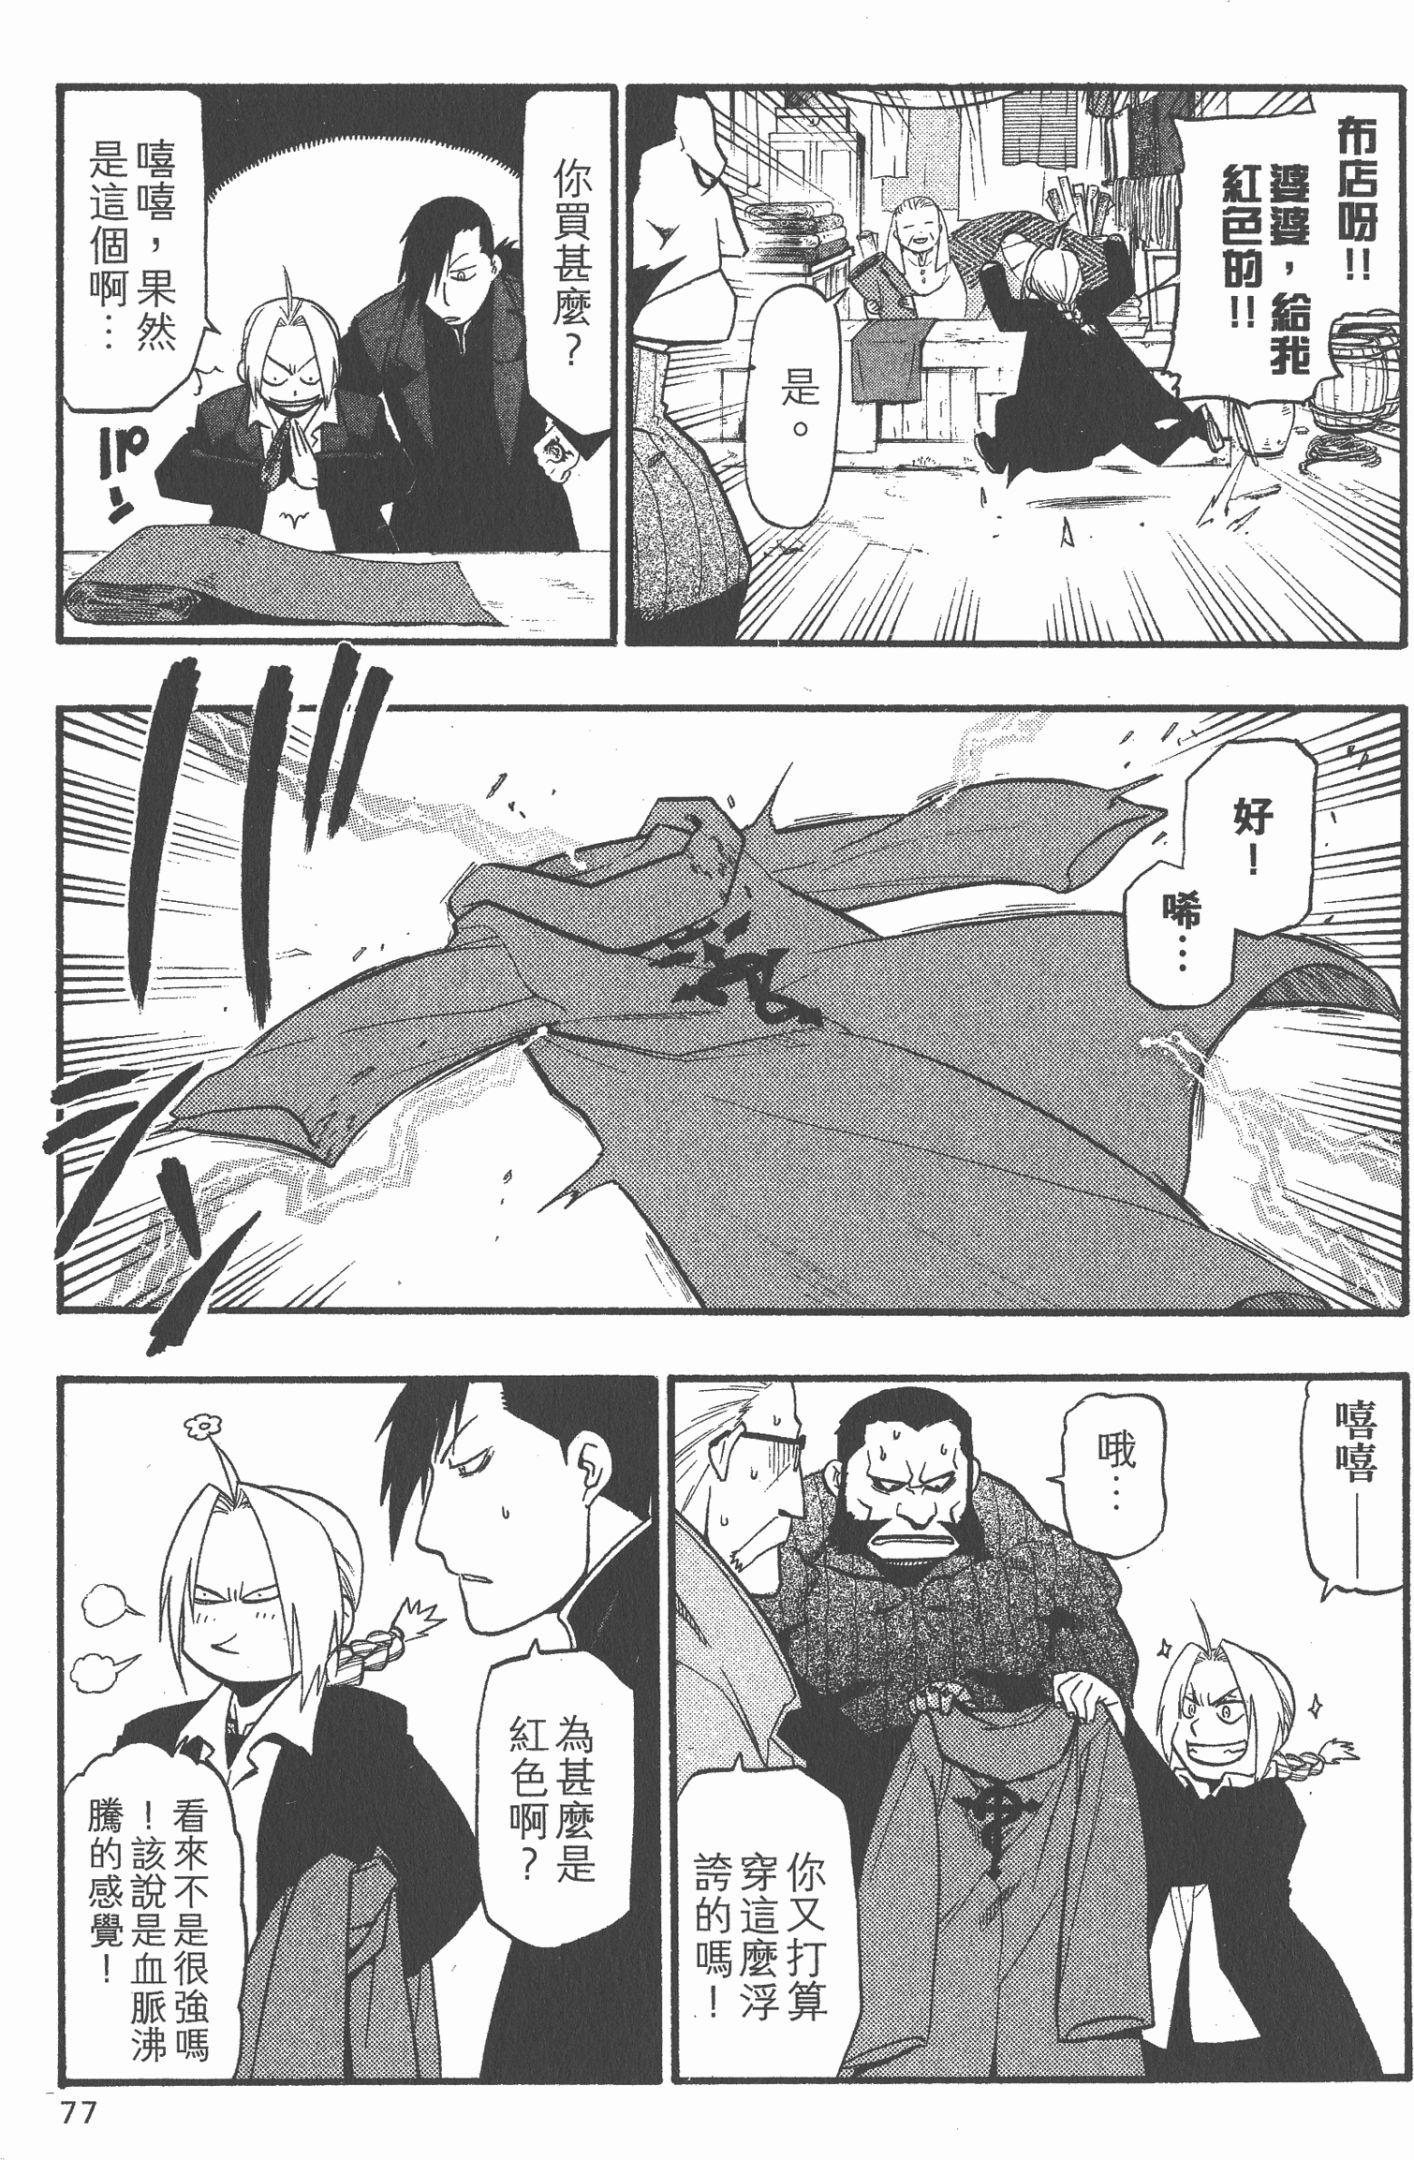 布店呀!!
婆婆，給我
紅色的!!
是。
你買甚麼？
嘻嘻，果然
是這個啊…
好！
唏…
嘻嘻──
哦…
你又打算
穿這麼浮
誇的嗎！
為甚麼是
紅色啊？
看來不是很強嗎
！該說是血脈沸
騰的感覺！
77